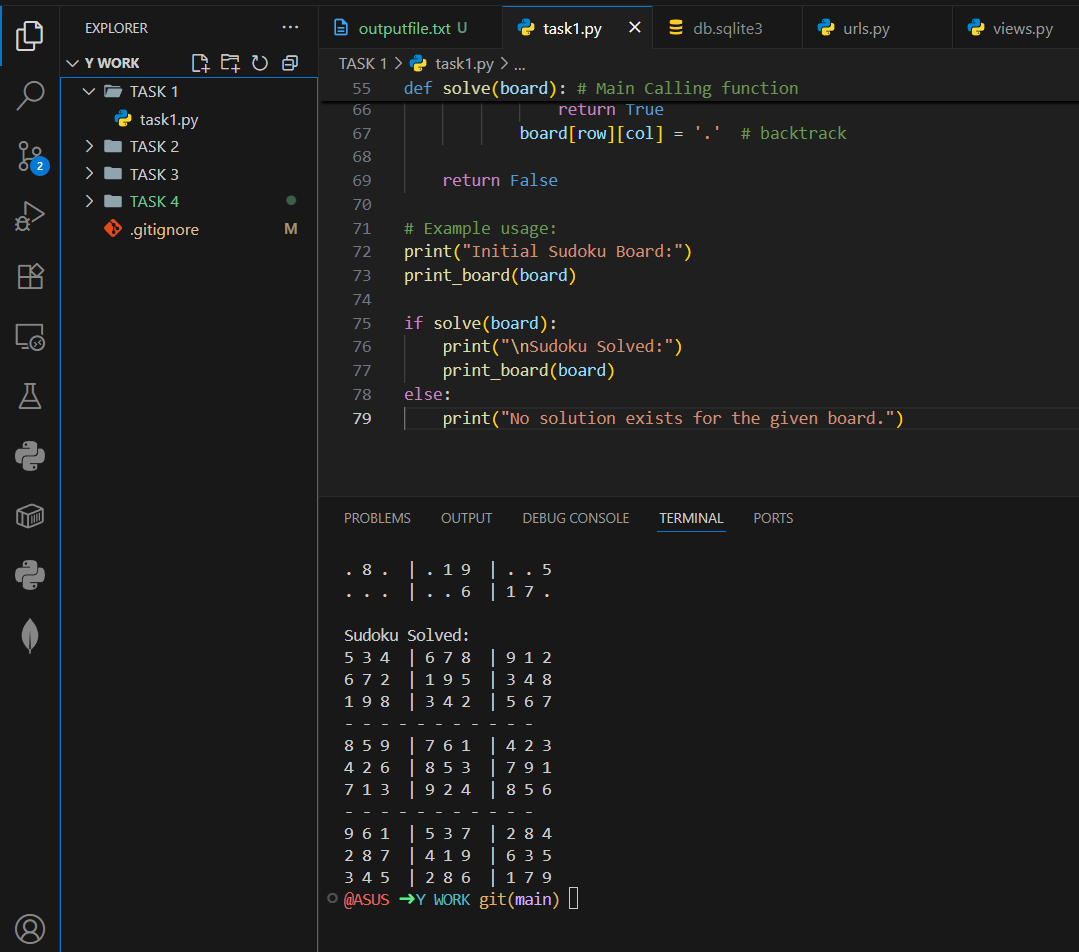 EXPLORER
Y WORK
TASK 1
task1.py
TASK 2
TASK 3
TASK 4
.gitignore M
2
outputfile.txt U
task1.py
db.sqlite3
urls.py
views.py
TASK 1 > task1.py > ...
55 def solve(board): # Main Calling function
66 return True
67 board[row][col] = '.' # backtrack
68
69 return False
70
71 # Example usage:
72 print("Initial Sudoku Board:")
73 print_board(board)
74
75 if solve(board):
76 print("\nSudoku Solved:")
77 print_board(board)
78 else:
79 print("No solution exists for the given board.")
PROBLEMS OUTPUT DEBUG CONSOLE TERMINAL PORTS
. 8 . | . 1 9 | . . 5
. . . | . . 6 | 1 7 .
Sudoku Solved:
5 3 4 | 6 7 8 | 9 1 2
6 7 2 | 1 9 5 | 3 4 8
1 9 8 | 3 4 2 | 5 6 7
- - - - - - - - - - -
8 5 9 | 7 6 1 | 4 2 3
4 2 6 | 8 5 3 | 7 9 1
7 1 3 | 9 2 4 | 8 5 6
- - - - - - - - - - -
9 6 1 | 5 3 7 | 2 8 4
2 8 7 | 4 1 9 | 6 3 5
3 4 5 | 2 8 6 | 1 7 9
@ASUS ➜Y WORK git(main)